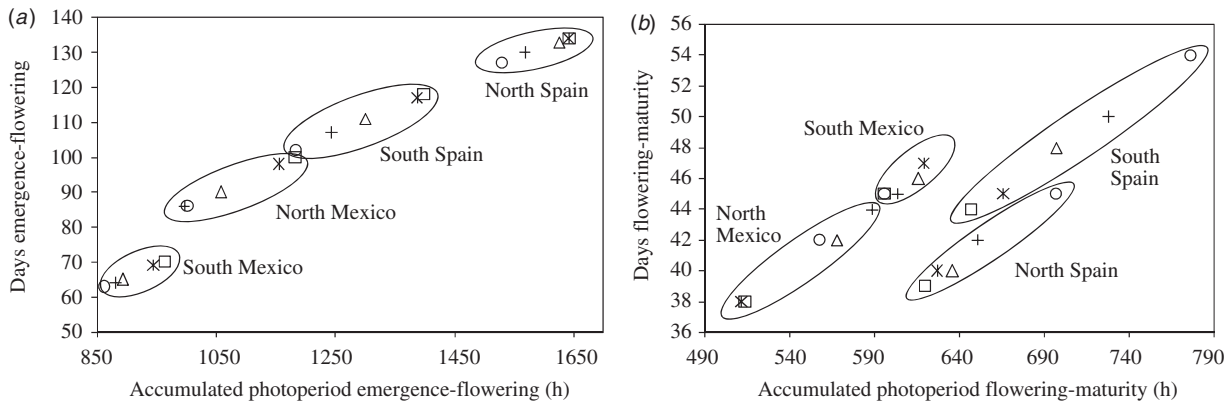 (a)
140
130
120
110
100
90
80
70
60
50
Days emergence-flowering
North Spain
South Spain
North Mexico
South Mexico
850
1050
1250
1450
1650
Accumulated photoperiod emergence-flowering (h)
(b)
56
54
52
50
48
46
44
42
40
38
36
Days flowering-maturity
South Mexico
South
Spain
North
Mexico
North Spain
490
540
590
640
690
740
790
Accumulated photoperiod flowering-maturity (h)